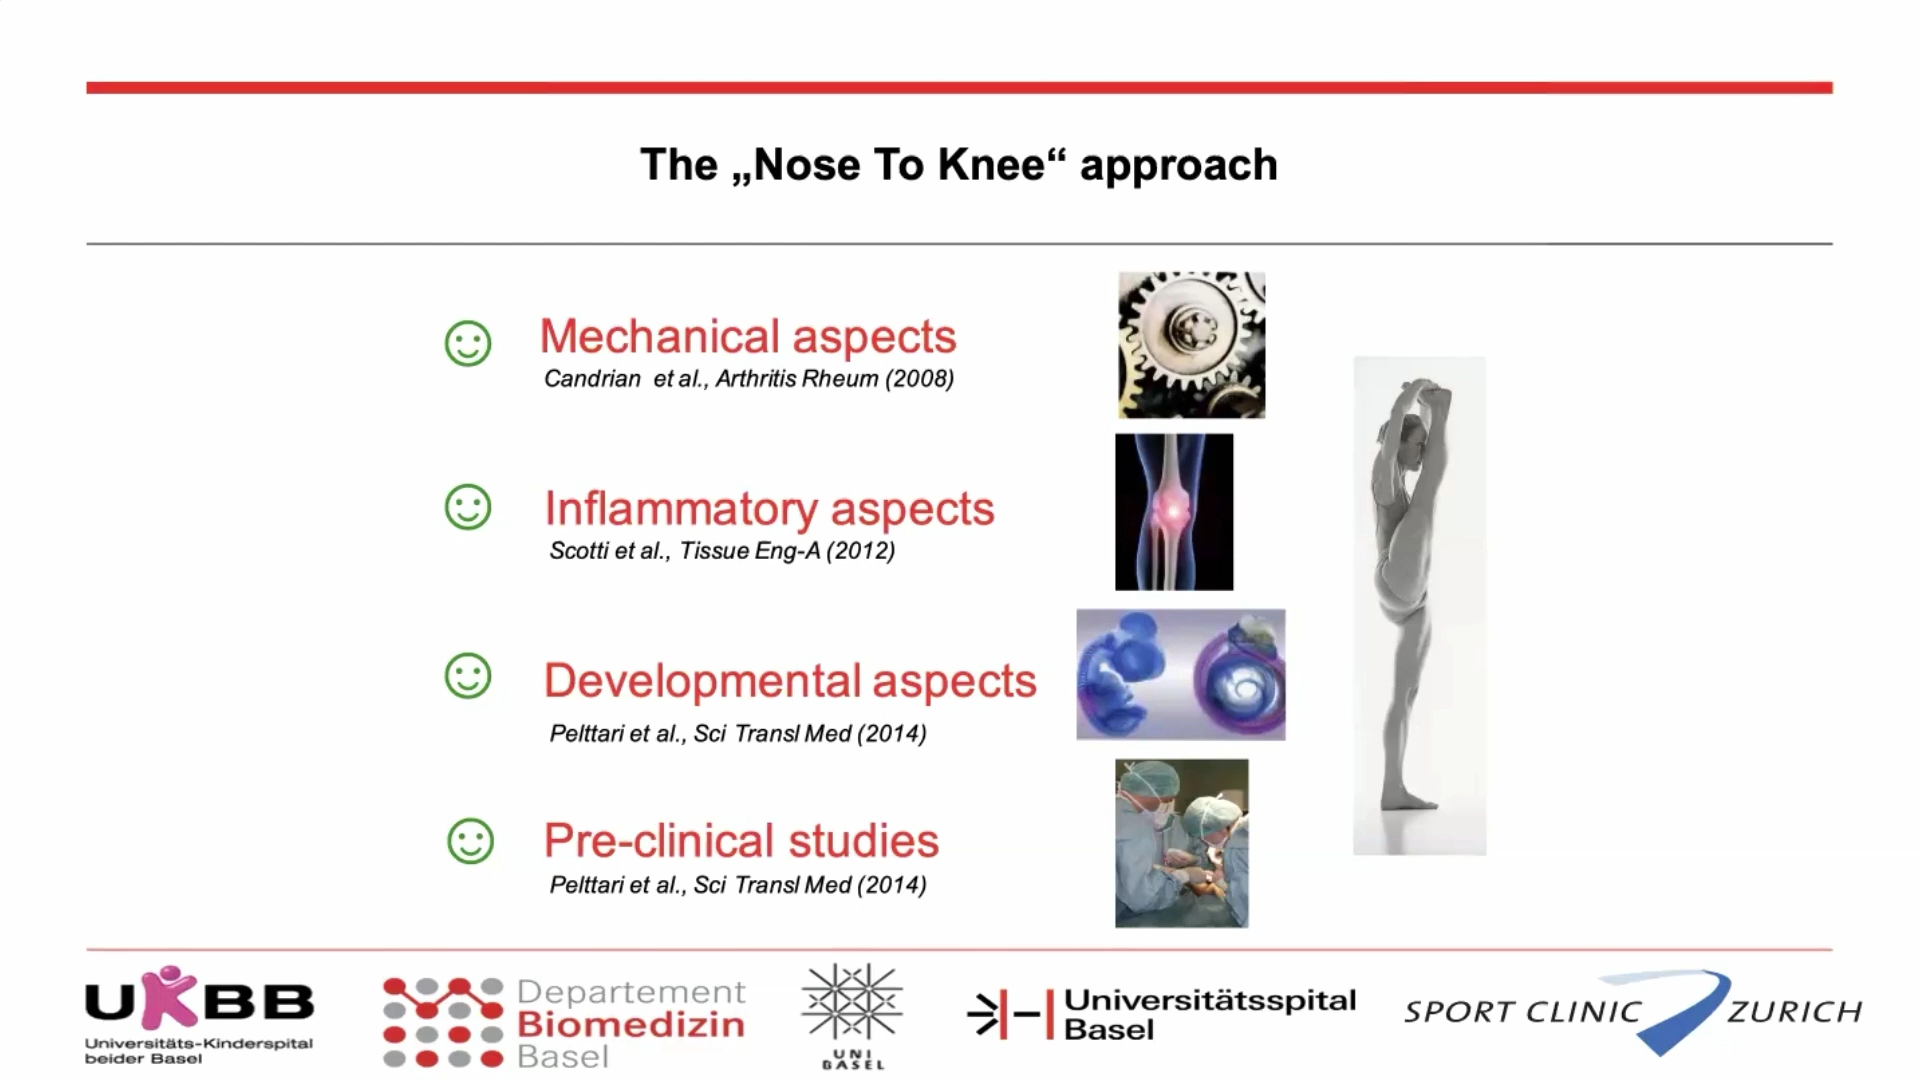 The „Nose To Knee“ approach
Mechanical aspects
Candrian et al., Arthritis Rheum (2008)
Inflammatory aspects
Scotti et al., Tissue Eng-A (2012)
Developmental aspects
Pelttari et al., Sci Transl Med (2014)
Pre-clinical studies
Pelttari et al., Sci Transl Med (2014)
UKBB
Universitäts-Kinderspital
beider Basel
Departement
Biomedizin
Basel
UNI
BASEL
Universitätsspital
Basel
SPORT CLINIC ZURICH